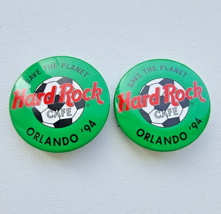 SAVE THE PLANET
Hard Rock
CAFE
ORLANDO '94
SAVE THE PLANET
Hard Rock
CAFE
ORLANDO '94